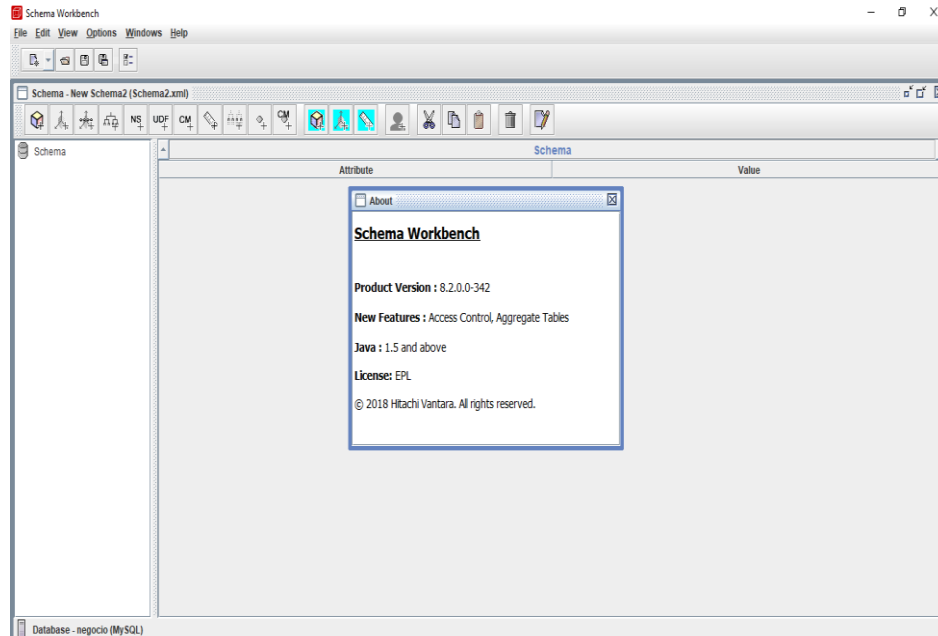 Schema Workbench
File Edit View Options Windows Help
Schema - New Schema2 (Schema2.xml)
NS UDF CM CM
Schema
Schema
Attribute Value
About
Schema Workbench
Product Version : 8.2.0.0-342
New Features : Access Control, Aggregate Tables
Java : 1.5 and above
License: EPL
© 2018 Hitachi Vantara. All rights reserved.
Database - negocio (MySQL)